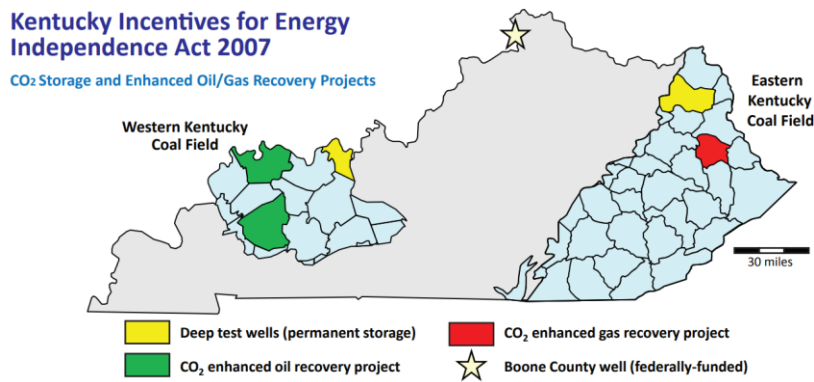 Kentucky Incentives for Energy
Independence Act 2007
CO₂ Storage and Enhanced Oil/Gas Recovery Projects
Western Kentucky
Coal Field
Eastern
Kentucky
Coal Field
30 miles
Deep test wells (permanent storage)
CO₂ enhanced gas recovery project
CO₂ enhanced oil recovery project
Boone County well (federally-funded)